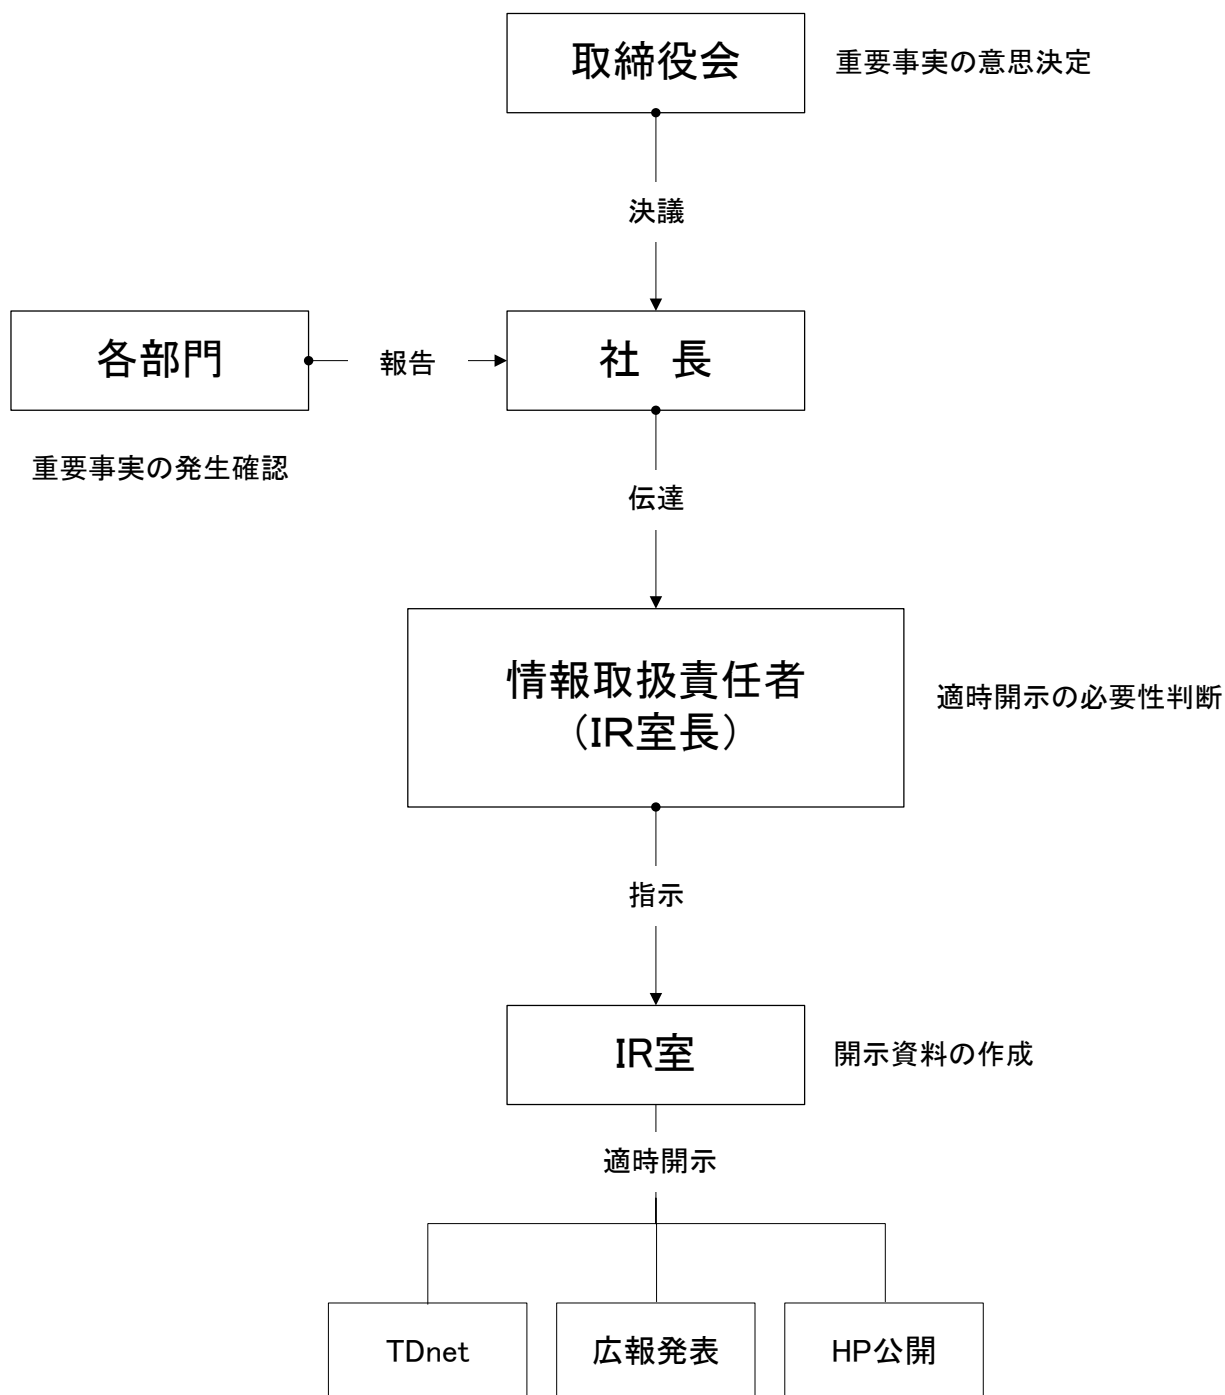 取締役会
重要事実の意思決定
決議
各部門
報告
社 長
重要事実の発生確認
伝達
情報取扱責任者
(IR室長)
適時開示の必要性判断
指示
IR室
開示資料の作成
適時開示
TDnet
広報発表
HP公開